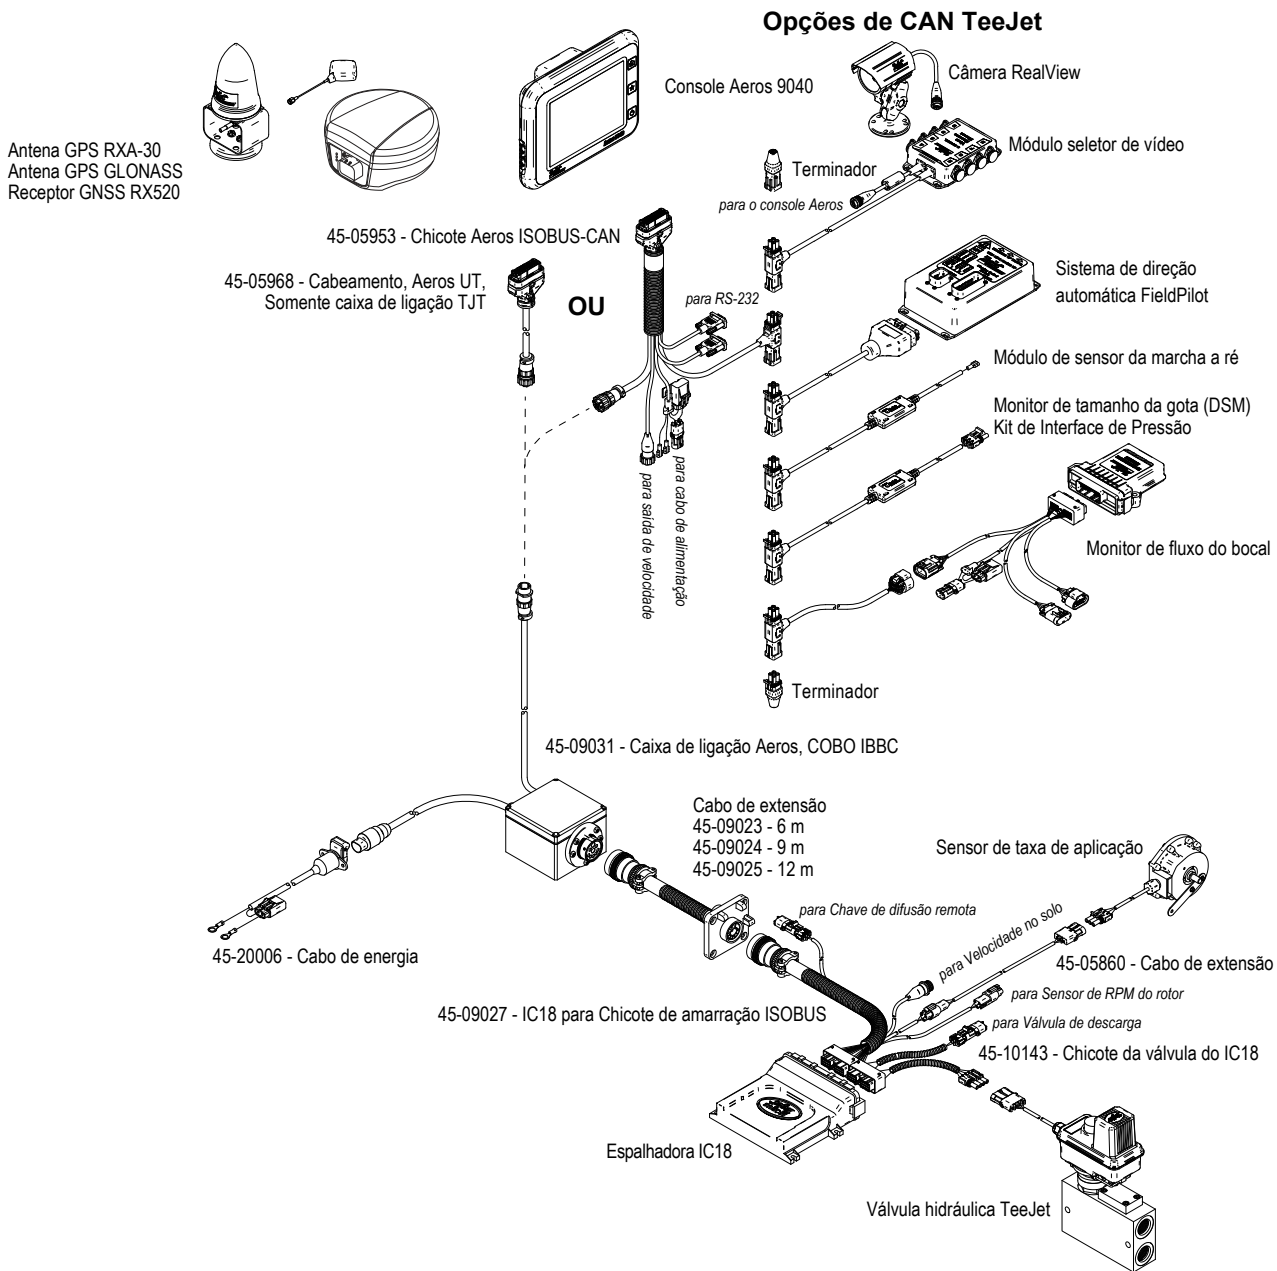 Opções de CAN TeeJet
Console Aeros 9040
Câmera RealView
Antena GPS RXA-30
Antena GPS GLONASS
Receptor GNSS RX520
Módulo seletor de vídeo
Terminador
para o console Aeros
45-05953 - Chicote Aeros ISOBUS-CAN
45-05968 - Cabeamento, Aeros UT,
Somente caixa de ligação TJT
OU
para RS-232
Sistema de direção
automática FieldPilot
Módulo de sensor da marcha a ré
Monitor de tamanho da gota (DSM)
Kit de Interface de Pressão
para saída de velocidade
para cabo de alimentação
Monitor de fluxo do bocal
Terminador
45-09031 - Caixa de ligação Aeros, COBO IBBC
Cabo de extensão
45-09023 - 6 m
45-09024 - 9 m
45-09025 - 12 m
Sensor de taxa de aplicação
para Chave de difusão remota
para Velocidade no solo
45-20006 - Cabo de energia
45-05860 - Cabo de extensão
para Sensor de RPM do rotor
45-09027 - IC18 para Chicote de amarração ISOBUS
para Válvula de descarga
45-10143 - Chicote da válvula do IC18
Espalhadora IC18
Válvula hidráulica TeeJet